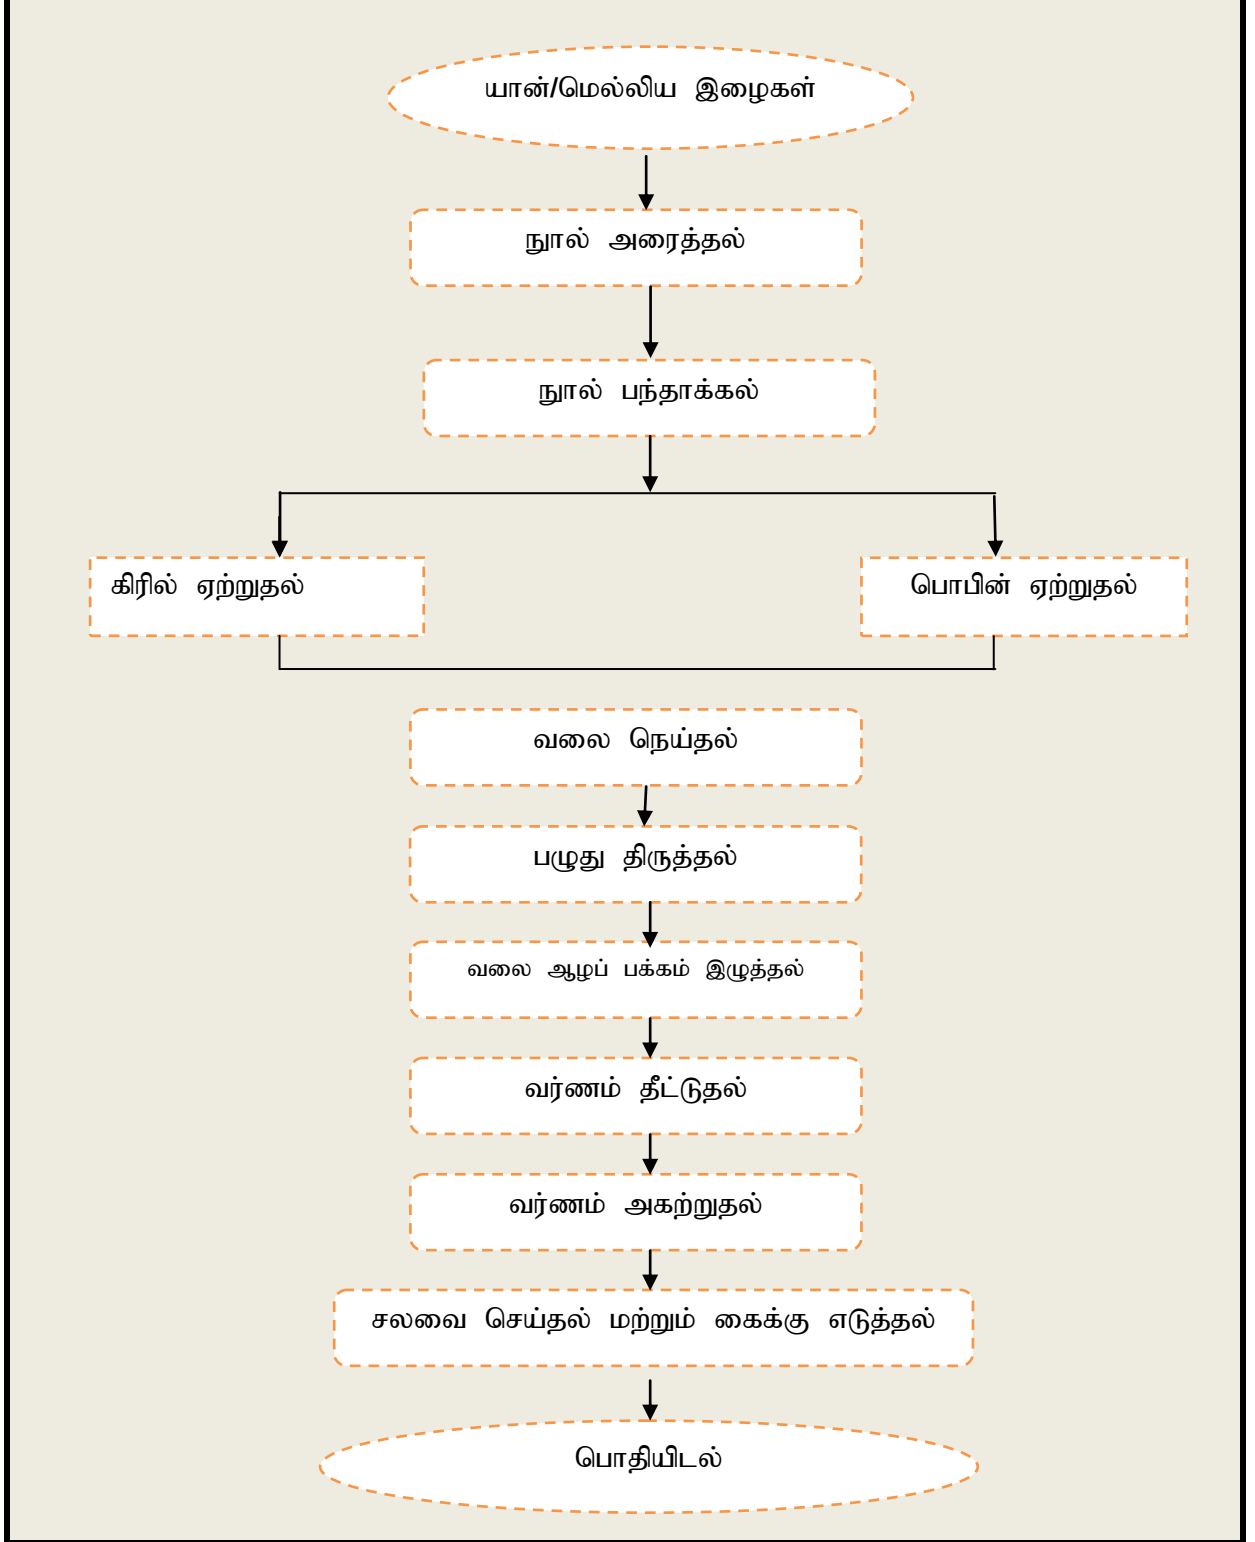 யான்/மெல்லிய இழைகள்
நுால் அரைத்தல்
நுால் பந்தாக்கல்
கிரில் ஏற்றுதல்
பொபின் ஏற்றுதல்
வலை நெய்தல்
பழுது திருத்தல்
வலை ஆழப் பக்கம் இழுத்தல்
வர்ணம் தீட்டுதல்
வர்ணம் அகற்றுதல்
சலவை செய்தல் மற்றும் கைக்கு எடுத்தல்
பொதியிடல்